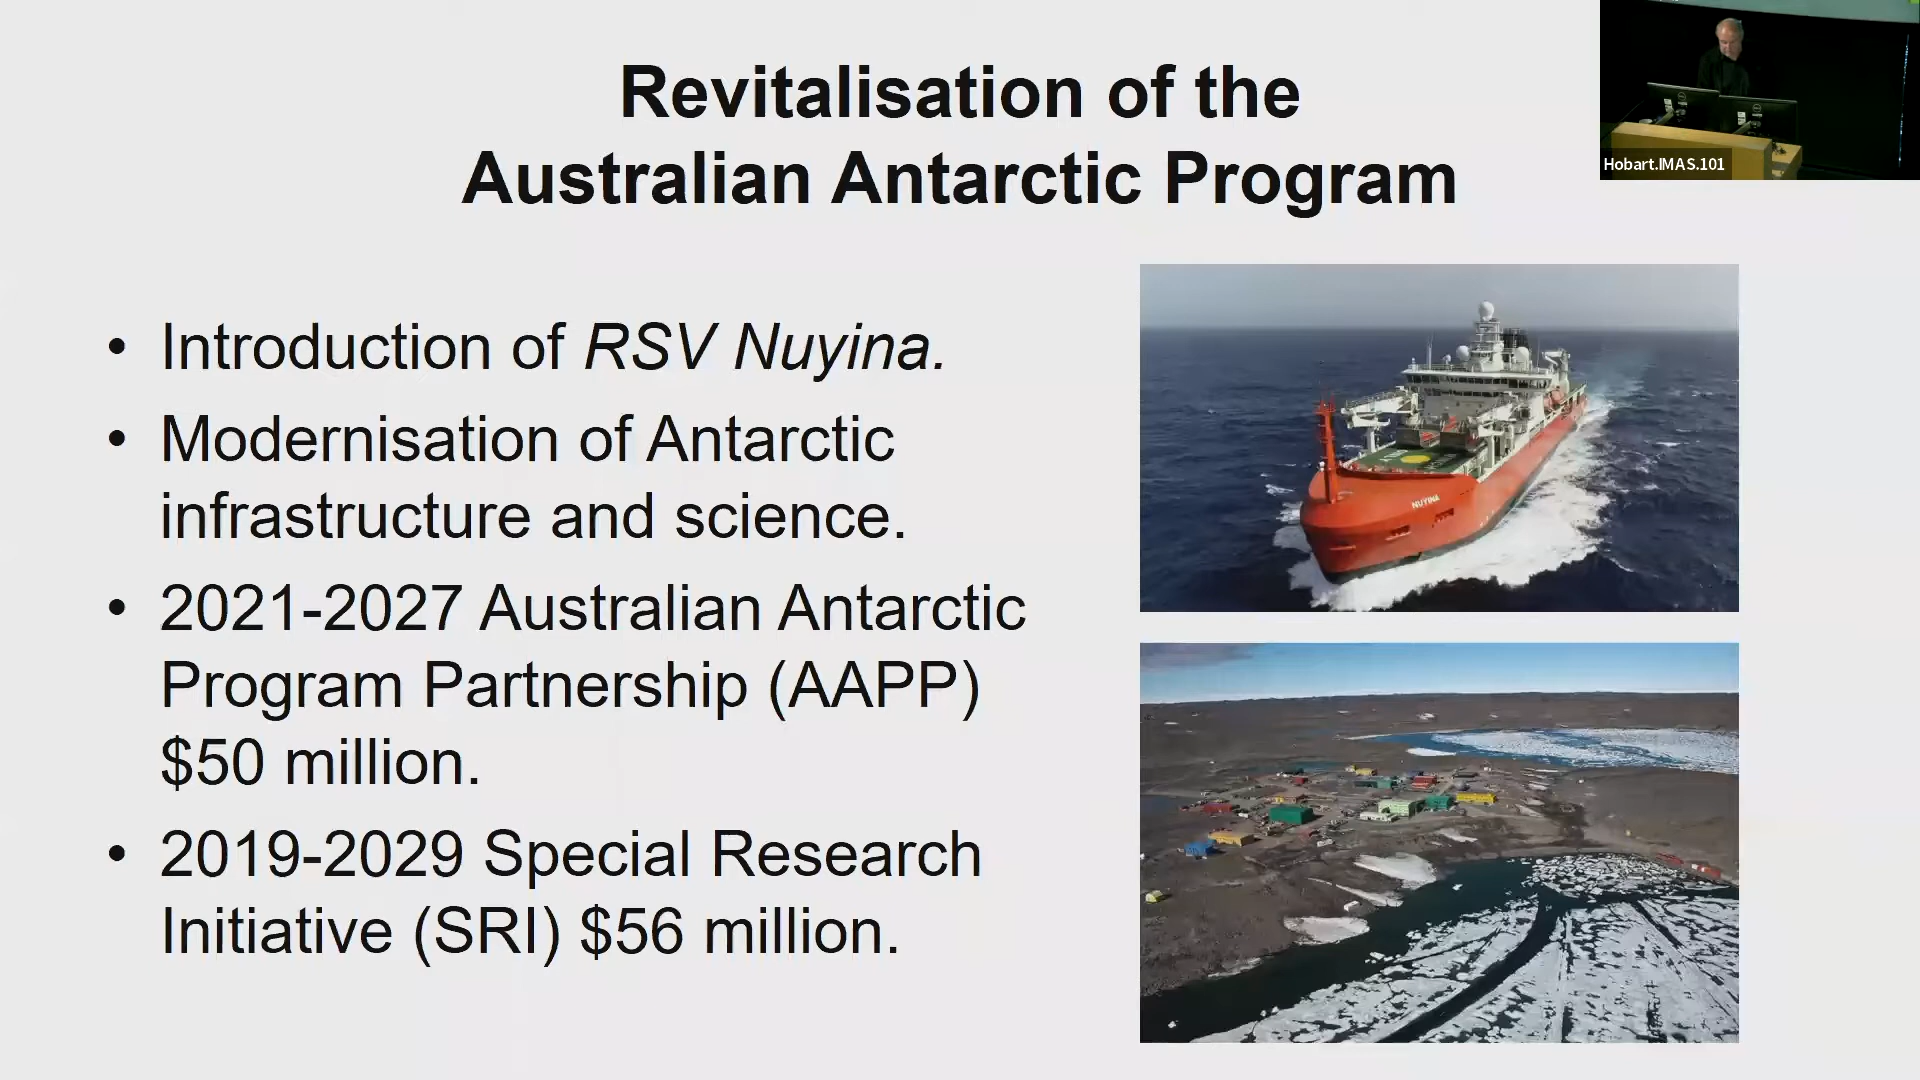 Revitalisation of the
Australian Antarctic Program
Hobart.IMAS.101
• Introduction of RSV Nuyina.
• Modernisation of Antarctic
infrastructure and science.
• 2021-2027 Australian Antarctic
Program Partnership (AAPP)
$50 million.
• 2019-2029 Special Research
Initiative (SRI) $56 million.
NUYINA